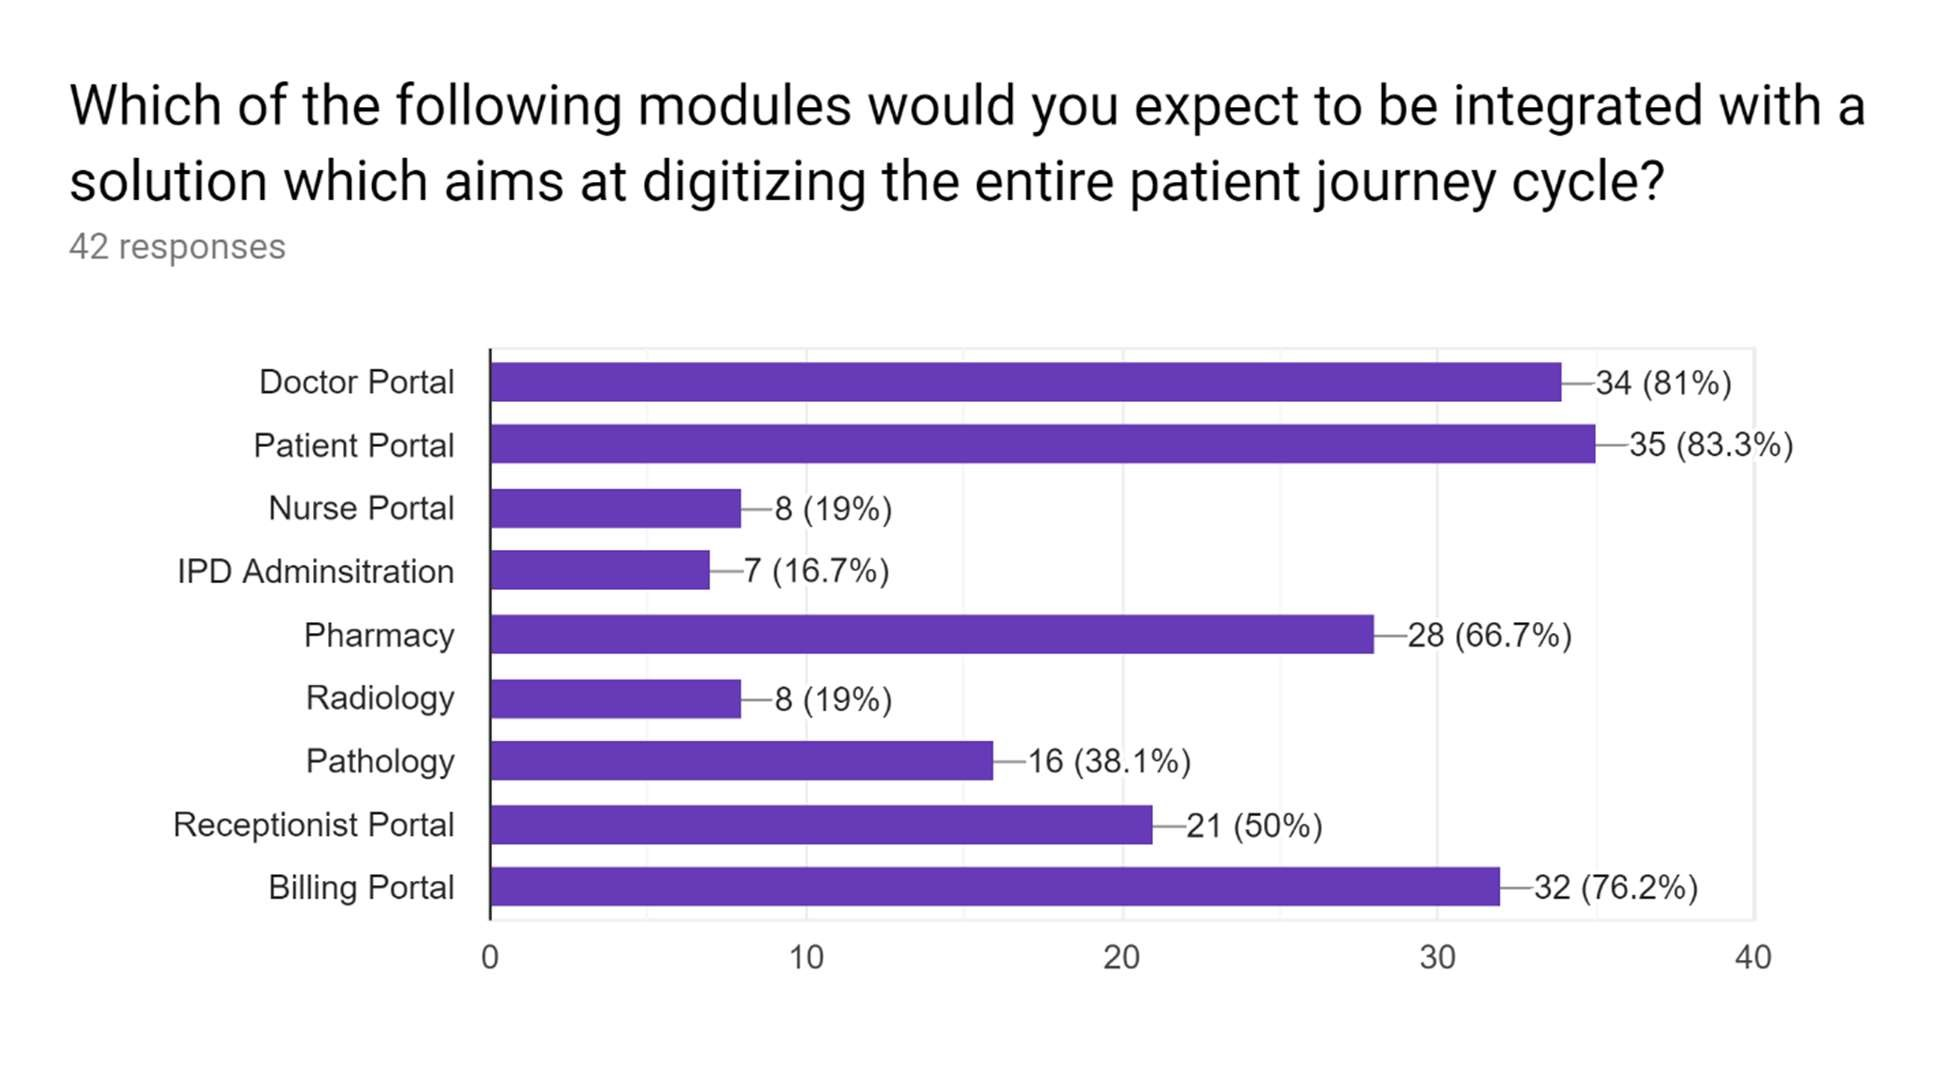 Which of the following modules would you expect to be integrated with a
solution which aims at digitizing the entire patient journey cycle?
42 responses
Doctor Portal 34 (81%)
Patient Portal 35 (83.3%)
Nurse Portal 8 (19%)
IPD Adminsitration 7 (16.7%)
Pharmacy 28 (66.7%)
Radiology 8 (19%)
Pathology 16 (38.1%)
Receptionist Portal 21 (50%)
Billing Portal 32 (76.2%)
0 10 20 30 40